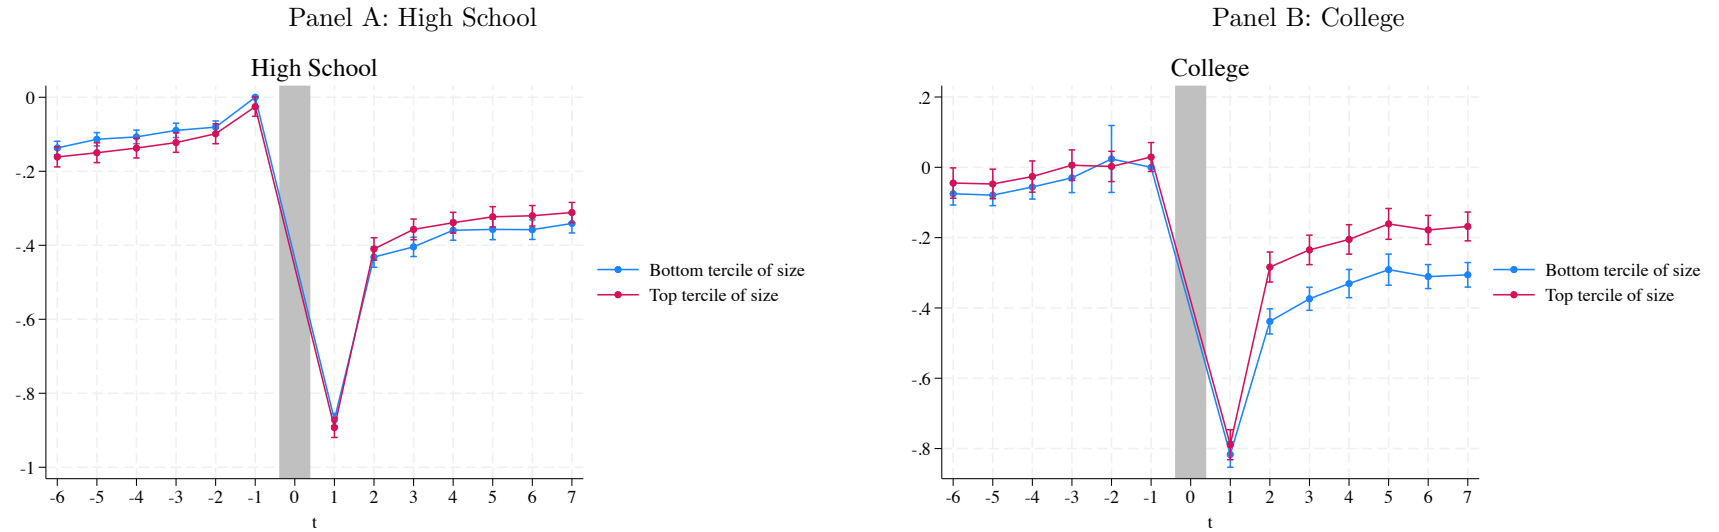 Panel A: High School
High School
0
-.2
-.4
-.6
-.8
-1
-6 -5 -4 -3 -2 -1 0 1 2 3 4 5 6 7
t
Bottom tercile of size
Top tercile of size
Panel B: College
College
.2
0
-.2
-.4
-.6
-.8
-6 -5 -4 -3 -2 -1 0 1 2 3 4 5 6 7
t
Bottom tercile of size
Top tercile of size